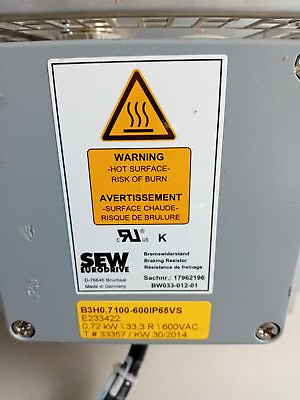 WARNING
-HOT SURFACE-
RISK OF BURN
AVERTISSEMENT
-SURFACE CHAUDE-
RISQUE DE BRULURE
c RU US K
SEW
EURODRIVE
D-76646 Bruchsal
Made in Germany
Bremswiderstand
Braking Resistor
Résistance de freinage
Sachnr.: 17962196
BW033-012-01
B3H0.7100-600IP65VS
E233422
0,72 kW \ 33,3 R \ 600VAC
T # 33357 / KW 30/2014